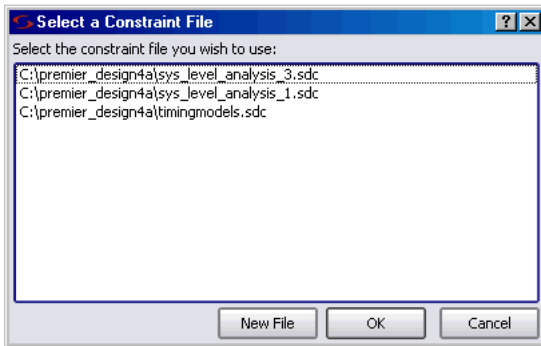 Select a Constraint File
Select the constraint file you wish to use:
C:\premier_design4a\sys_level_analysis_3.sdc
C:\premier_design4a\sys_level_analysis_1.sdc
C:\premier_design4a\timingmodels.sdc
New File OK Cancel